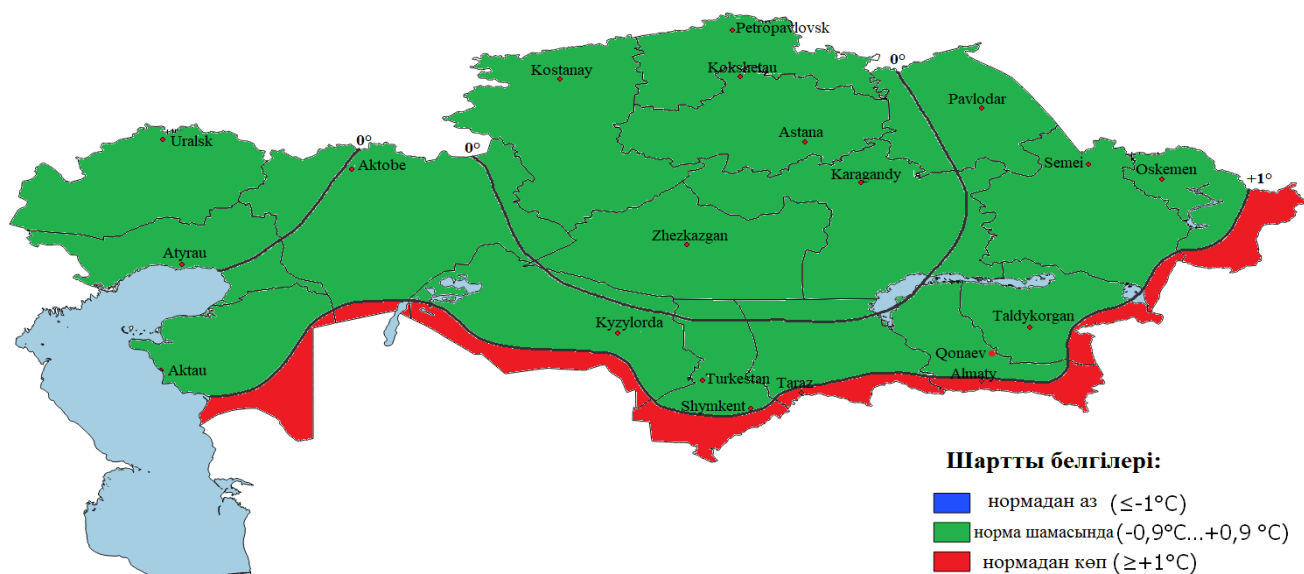 Petropavlovsk
Kostanay
Kokshetau
0°
Pavlodar
Uralsk
0°
0°
Astana
Aktobe
Semei
Oskemen
+1°
Karagandy
Zhezkazgan
Atyrau
Kyzylorda
Taldykorgan
Qonaev
Aktau
Turkestan
Taraz
Almaty
Shymkent
Шартты белгілері:
нормадан аз (≤-1°C)
норма шамасында (-0,9°C...+0,9 °C)
нормадан көп (≥+1°C)